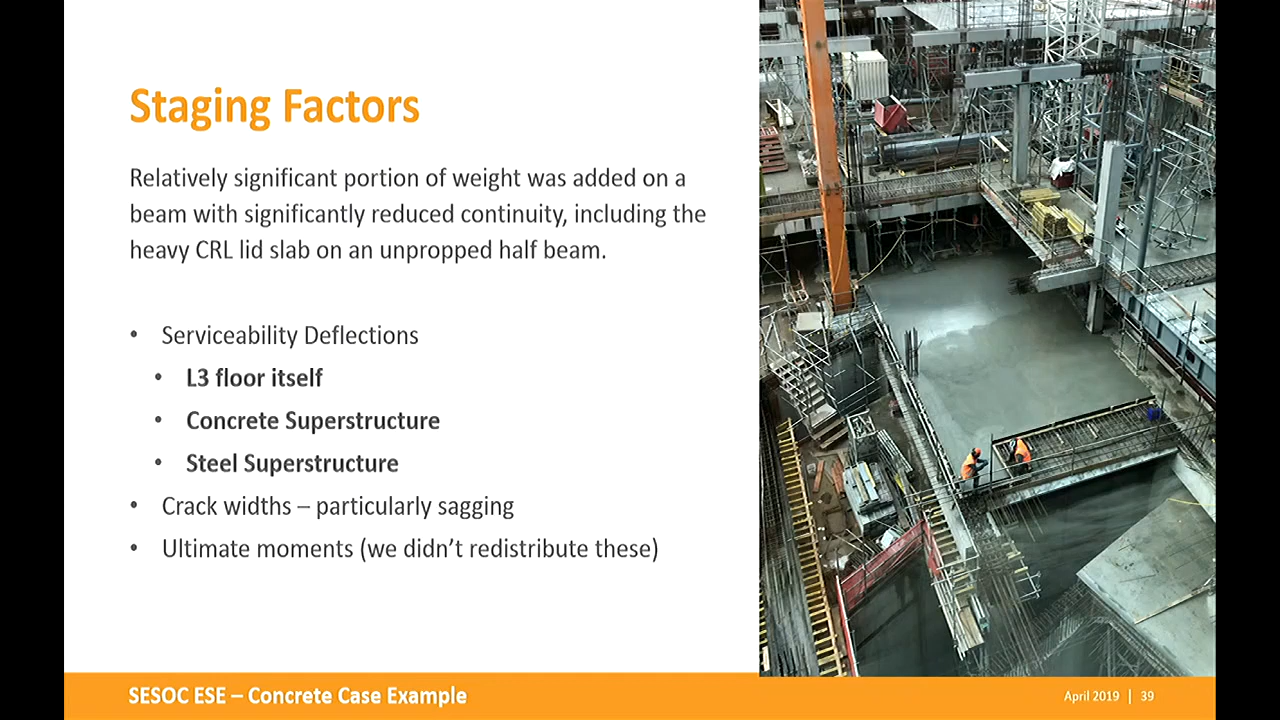 Staging Factors
Relatively significant portion of weight was added on a
beam with significantly reduced continuity, including the
heavy CRL lid slab on an unpropped half beam.
• Serviceability Deflections
• L3 floor itself
• Concrete Superstructure
• Steel Superstructure
• Crack widths – particularly sagging
• Ultimate moments (we didn’t redistribute these)
SESOC ESE – Concrete Case Example
April 2019 | 39